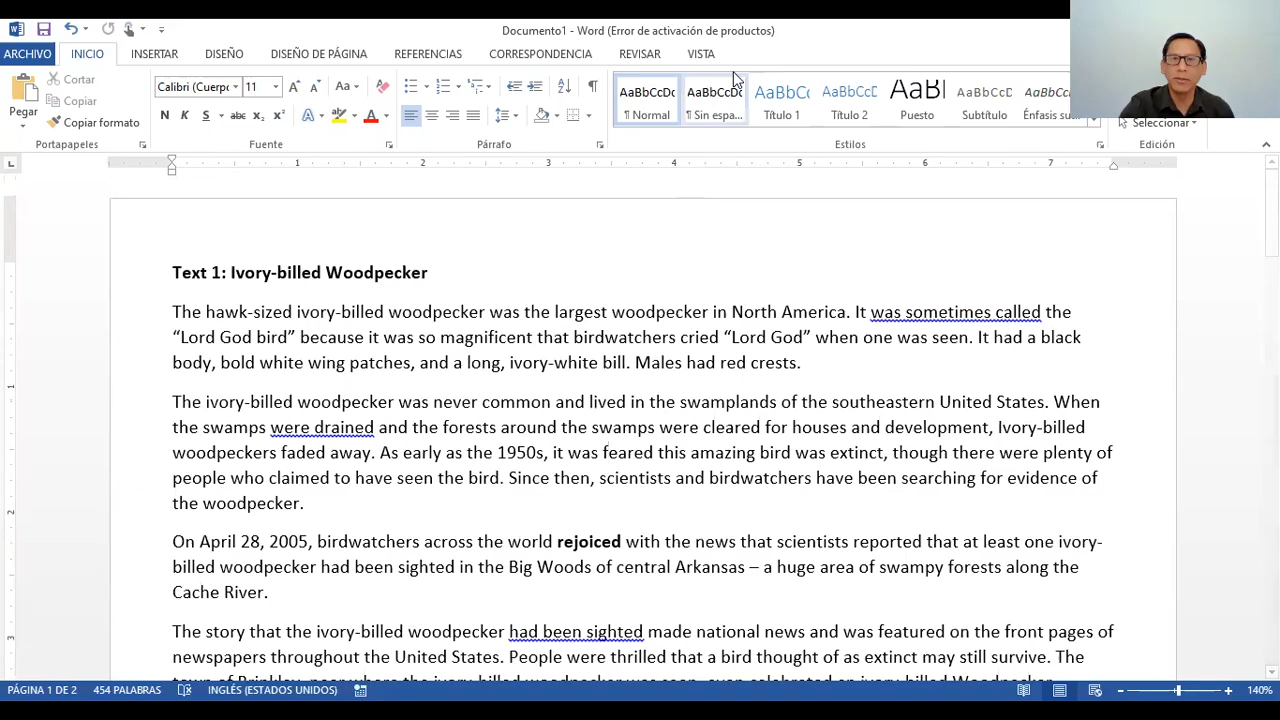 Documento1 - Word (Error de activación de productos)
ARCHIVO INICIO INSERTAR DISEÑO DISEÑO DE PÁGINA REFERENCIAS CORRESPONDENCIA REVISAR VISTA
Pegar
Cortar
Copiar
Copiar formato
Portapapeles
Calibri (Cuerpo 11
N K S abc X₂ X²
Fuente
Párrafo
AaBbCcDc AaBbCcDc AaBbCc AaBbCcD AaBl AaBbCcD AaBbCcD
¶ Normal ¶ Sin espa... Título 1 Título 2 Puesto Subtítulo Énfasis
Estilos
Seleccionar
Edición
1 2 3 4 5 6 7
Text 1: Ivory-billed Woodpecker
The hawk-sized ivory-billed woodpecker was the largest woodpecker in North America. It was sometimes called the
“Lord God bird” because it was so magnificent that birdwatchers cried “Lord God” when one was seen. It had a black
body, bold white wing patches, and a long, ivory-white bill. Males had red crests.
The ivory-billed woodpecker was never common and lived in the swamplands of the southeastern United States. When
the swamps were drained and the forests around the swamps were cleared for houses and development, Ivory-billed
woodpeckers faded away. As early as the 1950s, it was feared this amazing bird was extinct, though there were plenty of
people who claimed to have seen the bird. Since then, scientists and birdwatchers have been searching for evidence of
the woodpecker.
On April 28, 2005, birdwatchers across the world rejoiced with the news that scientists reported that at least one ivory-
billed woodpecker had been sighted in the Big Woods of central Arkansas – a huge area of swampy forests along the
Cache River.
The story that the ivory-billed woodpecker had been sighted made national news and was featured on the front pages of
newspapers throughout the United States. People were thrilled that a bird thought of as extinct may still survive. The
PÁGINA 1 DE 2 454 PALABRAS INGLÉS (ESTADOS UNIDOS) 140%